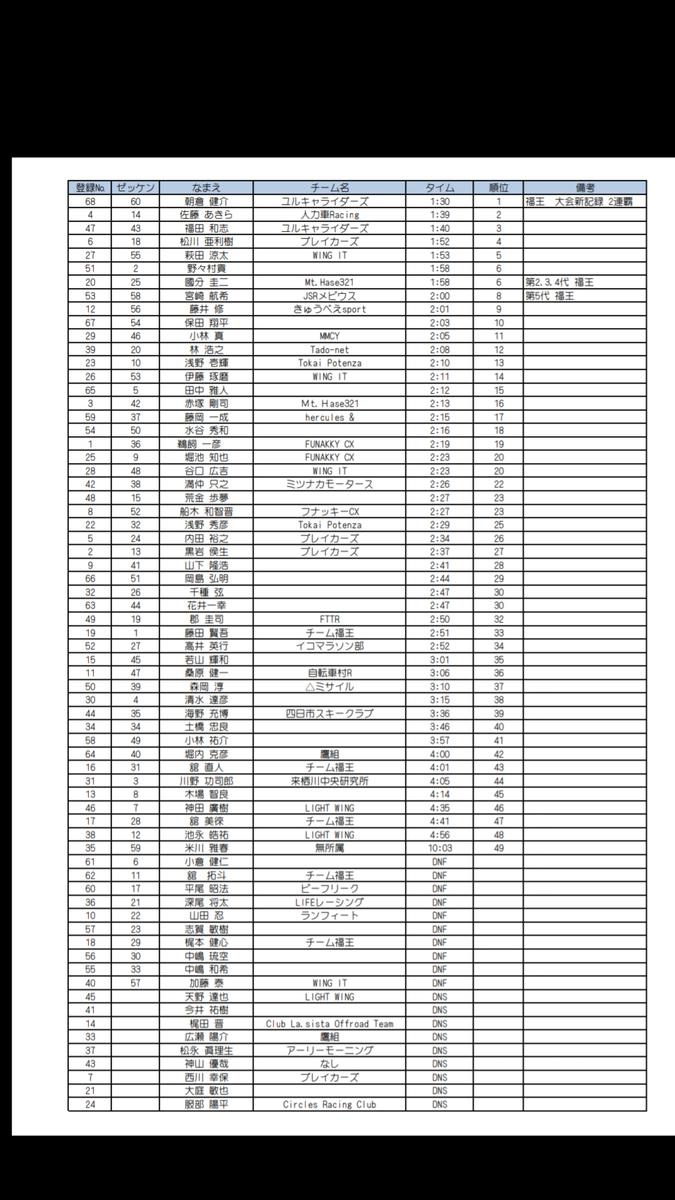 登録No. ゼッケン なまえ チーム名 タイム 順位 備考
68 60 朝倉 健介 ユルキャライダーズ 1:30 1 福王 大会新記録 2連覇
4 14 佐藤 あきら 人力車Racing 1:39 2
47 43 福田 和志 ユルキャライダーズ 1:40 3
6 18 松川 亜利樹 ブレイカーズ 1:52 4
27 55 萩田 涼太 WING IT 1:53 5
51 2 野々村貢 1:58 6
20 25 國分 圭二 Mt.Hase321 1:58 6 第2.3.4代 福王
53 58 宮崎 航希 JSRメビウス 2:00 8 第5代 福王
12 56 藤井 修 きゅうべえsport 2:01 9
67 54 保田 翔平 2:03 10
29 46 小林 真 MMCY 2:05 11
39 20 林 浩之 Tado-net 2:08 12
23 10 浅野 壱輝 Tokai Potenza 2:10 13
26 53 伊藤 琢磨 WING IT 2:11 14
65 5 田中 雅人 2:12 15
3 42 赤塚 剛司 Mt. Hase321 2:13 16
59 37 藤岡 一成 hercules & 2:15 17
54 50 水谷 秀和 2:16 18
1 36 鵜飼 一彦 FUNAKKY CX 2:19 19
25 9 堀池 知也 FUNAKKY CX 2:23 20
28 48 谷口 広吉 WING IT 2:23 20
42 38 満仲 只之 ミツナカモータース 2:26 22
48 15 荒金 歩夢 2:27 23
8 52 船木 和智晋 フナッキーCX 2:27 23
22 32 浅野 秀彦 Tokai Potenza 2:29 25
5 24 内田 裕之 ブレイカーズ 2:34 26
2 13 黒岩 侯生 ブレイカーズ 2:37 27
9 41 山下 隆浩 2:41 28
66 51 岡島 弘明 2:44 29
32 26 千種 弦 2:47 30
63 44 花井一幸 2:47 30
49 19 郡 圭司 FTTR 2:50 32
19 1 藤田 賢吾 チーム福王 2:51 33
52 27 高井 英行 イコマラソン部 2:52 34
15 45 若山 輝和 3:01 35
11 47 桑原 健一 自転車村R 3:06 36
50 39 森岡 淳 △ミサイル 3:10 37
30 4 清水 達彦 3:15 38
44 35 海野 充博 四日市スキークラブ 3:36 39
34 34 土橋 忠良 3:46 40
58 49 小林 祐介 3:57 41
64 40 堀内 克彦 鷹組 4:00 42
16 31 舘 直人 チーム福王 4:01 43
31 3 川野 功司郎 来栖川中央研究所 4:05 44
13 8 木場 智良 4:14 45
46 7 神田 廣樹 LIGHT WING 4:35 46
17 28 舘 美徠 チーム福王 4:41 47
38 12 池永 皓祐 LIGHT WING 4:56 48
35 59 米川 雅春 無所属 10:03 49
61 6 小倉 健仁 DNF
62 11 舘 拓斗 チーム福王 DNF
60 17 平尾 昭法 ビーフリーク DNF
36 21 深尾 将太 LIFEレーシング DNF
10 22 山田 忍 ランフィート DNF
57 23 志賀 敏樹 DNF
18 29 梶本 健心 チーム福王 DNF
56 30 中嶋 琉空 DNF
55 33 中嶋 和希 DNF
40 57 加藤 泰 WING IT DNF
45 天野 達也 LIGHT WING DNS
41 今井 祐樹 DNS
14 梶田 晋 Club La.sista Offroad Team DNS
33 広瀬 陽介 鷹組 DNS
37 松永 眞理生 アーリーモーニング DNS
43 神山 優哉 なし DNS
7 西川 幸保 ブレイカーズ DNS
21 大庭 敏也 DNS
24 服部 陽平 Circles Racing Club DNS